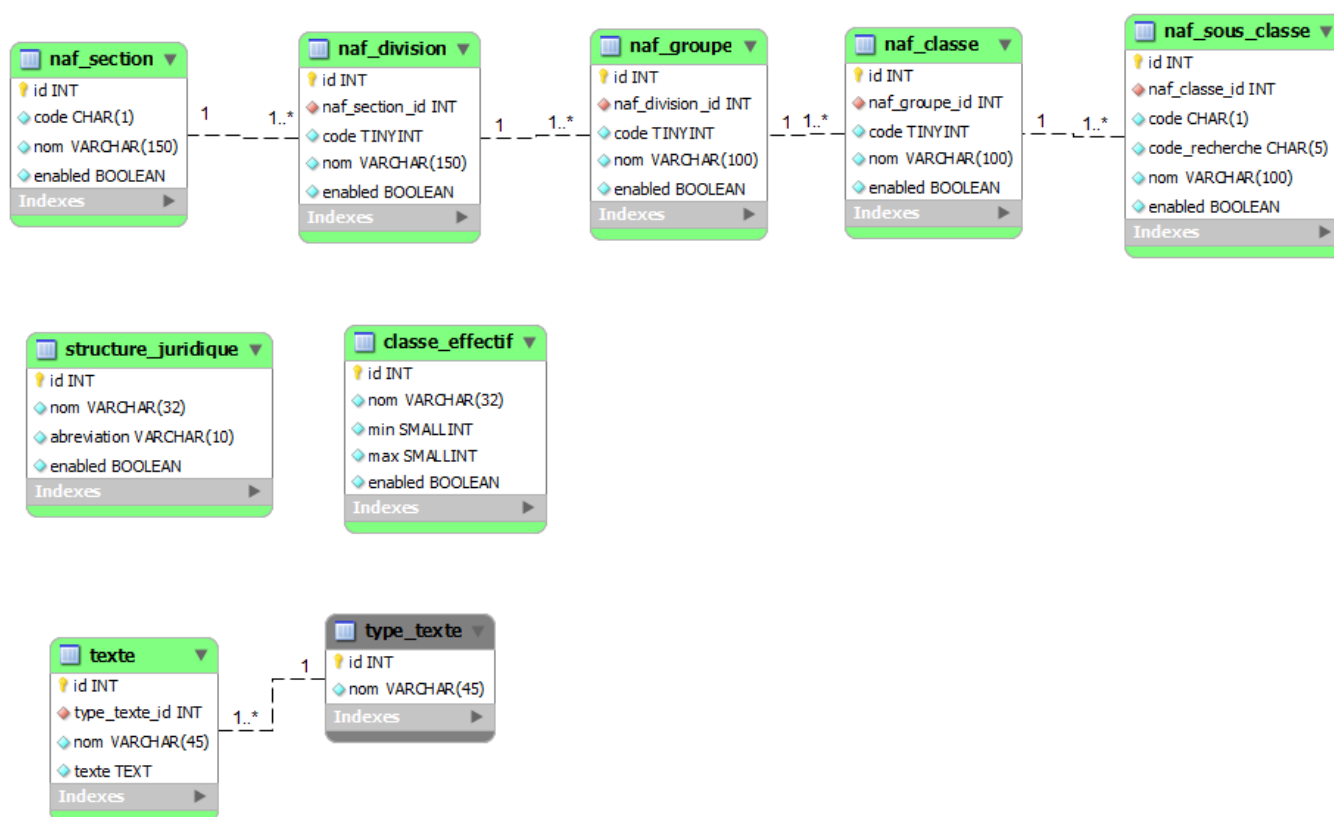 naf_section
id INT
code CHAR(1)
nom VARCHAR(150)
enabled BOOLEAN
Indexes
1
1..*
naf_division
id INT
naf_section_id INT
code TINYINT
nom VARCHAR(150)
enabled BOOLEAN
Indexes
1
1..*
naf_groupe
id INT
naf_division_id INT
code TINYINT
nom VARCHAR(100)
enabled BOOLEAN
Indexes
1
1..*
naf_classe
id INT
naf_groupe_id INT
code TINYINT
nom VARCHAR(100)
enabled BOOLEAN
Indexes
1
1..*
naf_sous_classe
id INT
naf_classe_id INT
code CHAR(1)
code_recherche CHAR(5)
nom VARCHAR(100)
enabled BOOLEAN
Indexes
structure_juridique
id INT
nom VARCHAR(32)
abreviation VARCHAR(10)
enabled BOOLEAN
Indexes
classe_effectif
id INT
nom VARCHAR(32)
min SMALLINT
max SMALLINT
enabled BOOLEAN
Indexes
texte
id INT
type_texte_id INT
nom VARCHAR(45)
texte TEXT
Indexes
1..*
1
type_texte
id INT
nom VARCHAR(45)
Indexes